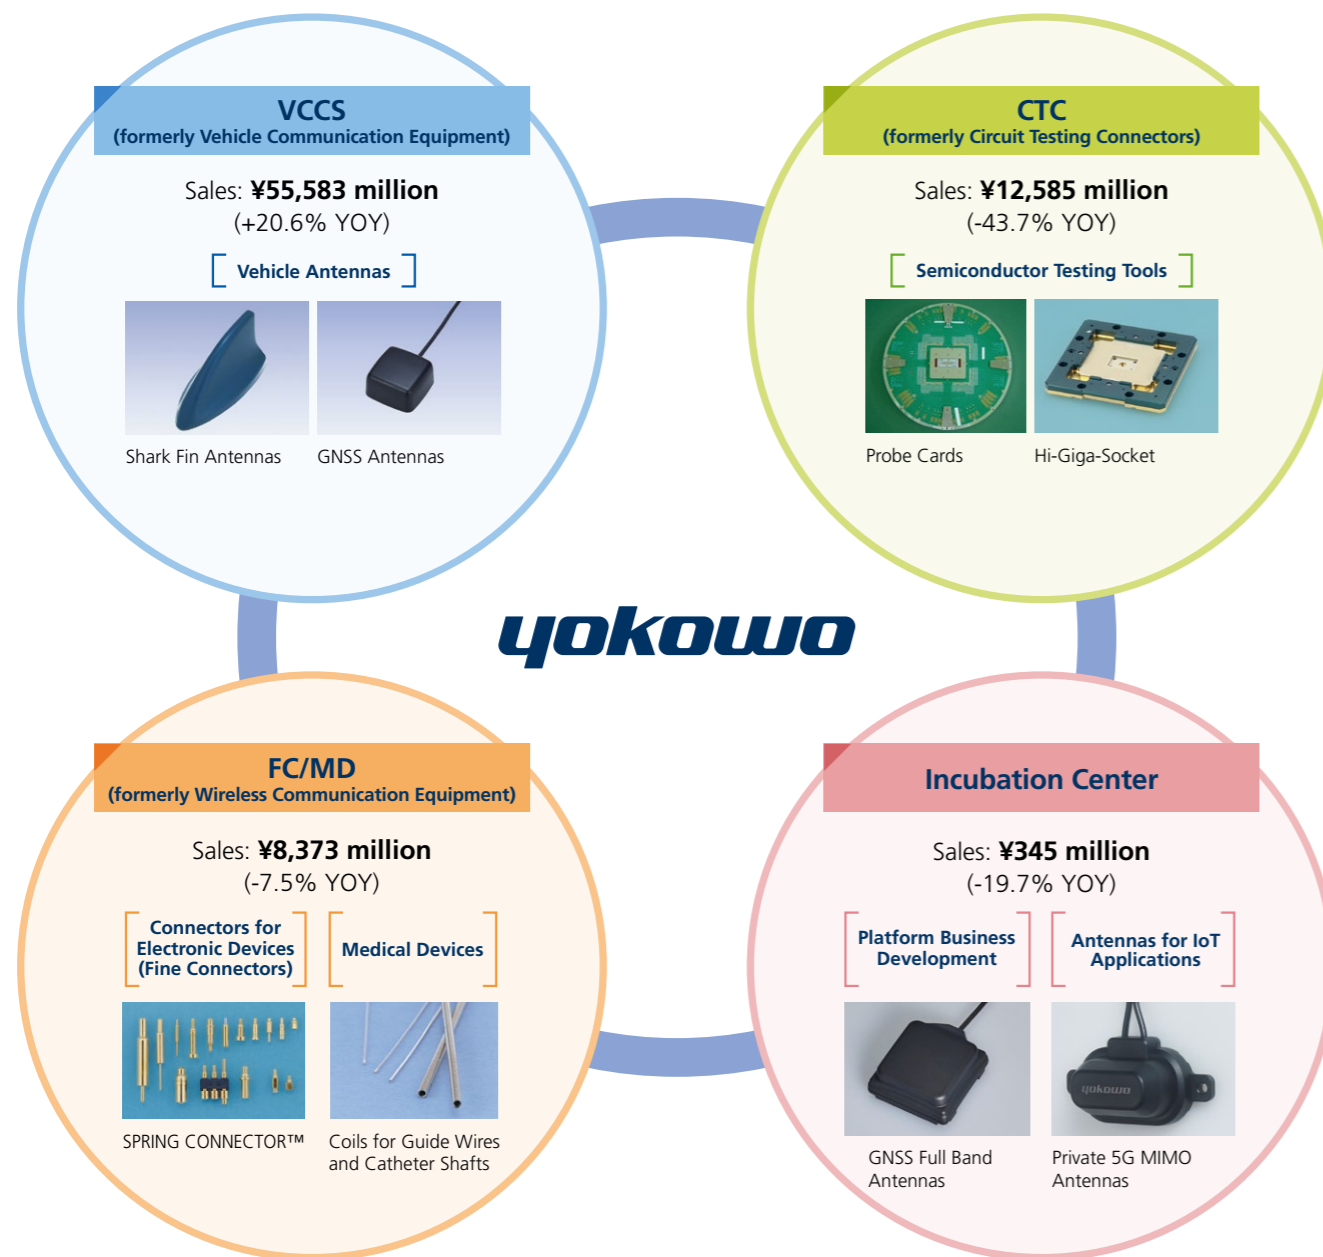 VCCS
(formerly Vehicle Communication Equipment)
Sales: ¥55,583 million
(+20.6% YOY)
Vehicle Antennas
Shark Fin Antennas
GNSS Antennas
CTC
(formerly Circuit Testing Connectors)
Sales: ¥12,585 million
(-43.7% YOY)
Semiconductor Testing Tools
Probe Cards
Hi-Giga-Socket
yokowo
FC/MD
(formerly Wireless Communication Equipment)
Sales: ¥8,373 million
(-7.5% YOY)
Connectors for
Electronic Devices
(Fine Connectors)
Medical Devices
SPRING CONNECTOR™
Coils for Guide Wires
and Catheter Shafts
Incubation Center
Sales: ¥345 million
(-19.7% YOY)
Platform Business
Development
Antennas for IoT
Applications
yokowo
GNSS Full Band
Antennas
Private 5G MIMO
Antennas